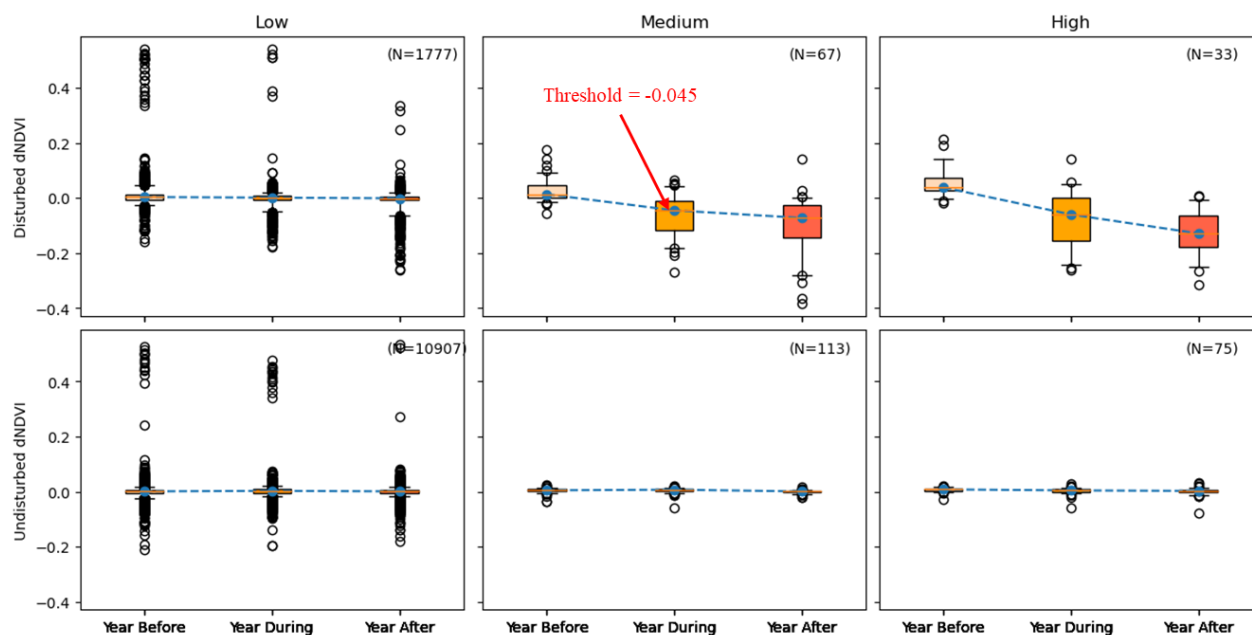 Low
Medium
High
(N=1777)
(N=67)
(N=33)
Threshold = -0.045
Disturbed dNDVI
0.4
0.2
0.0
−0.2
−0.4
(N=10907)
(N=113)
(N=75)
Undisturbed dNDVI
0.4
0.2
0.0
−0.2
−0.4
Year Before
Year During
Year After
Year Before
Year During
Year After
Year Before
Year During
Year After